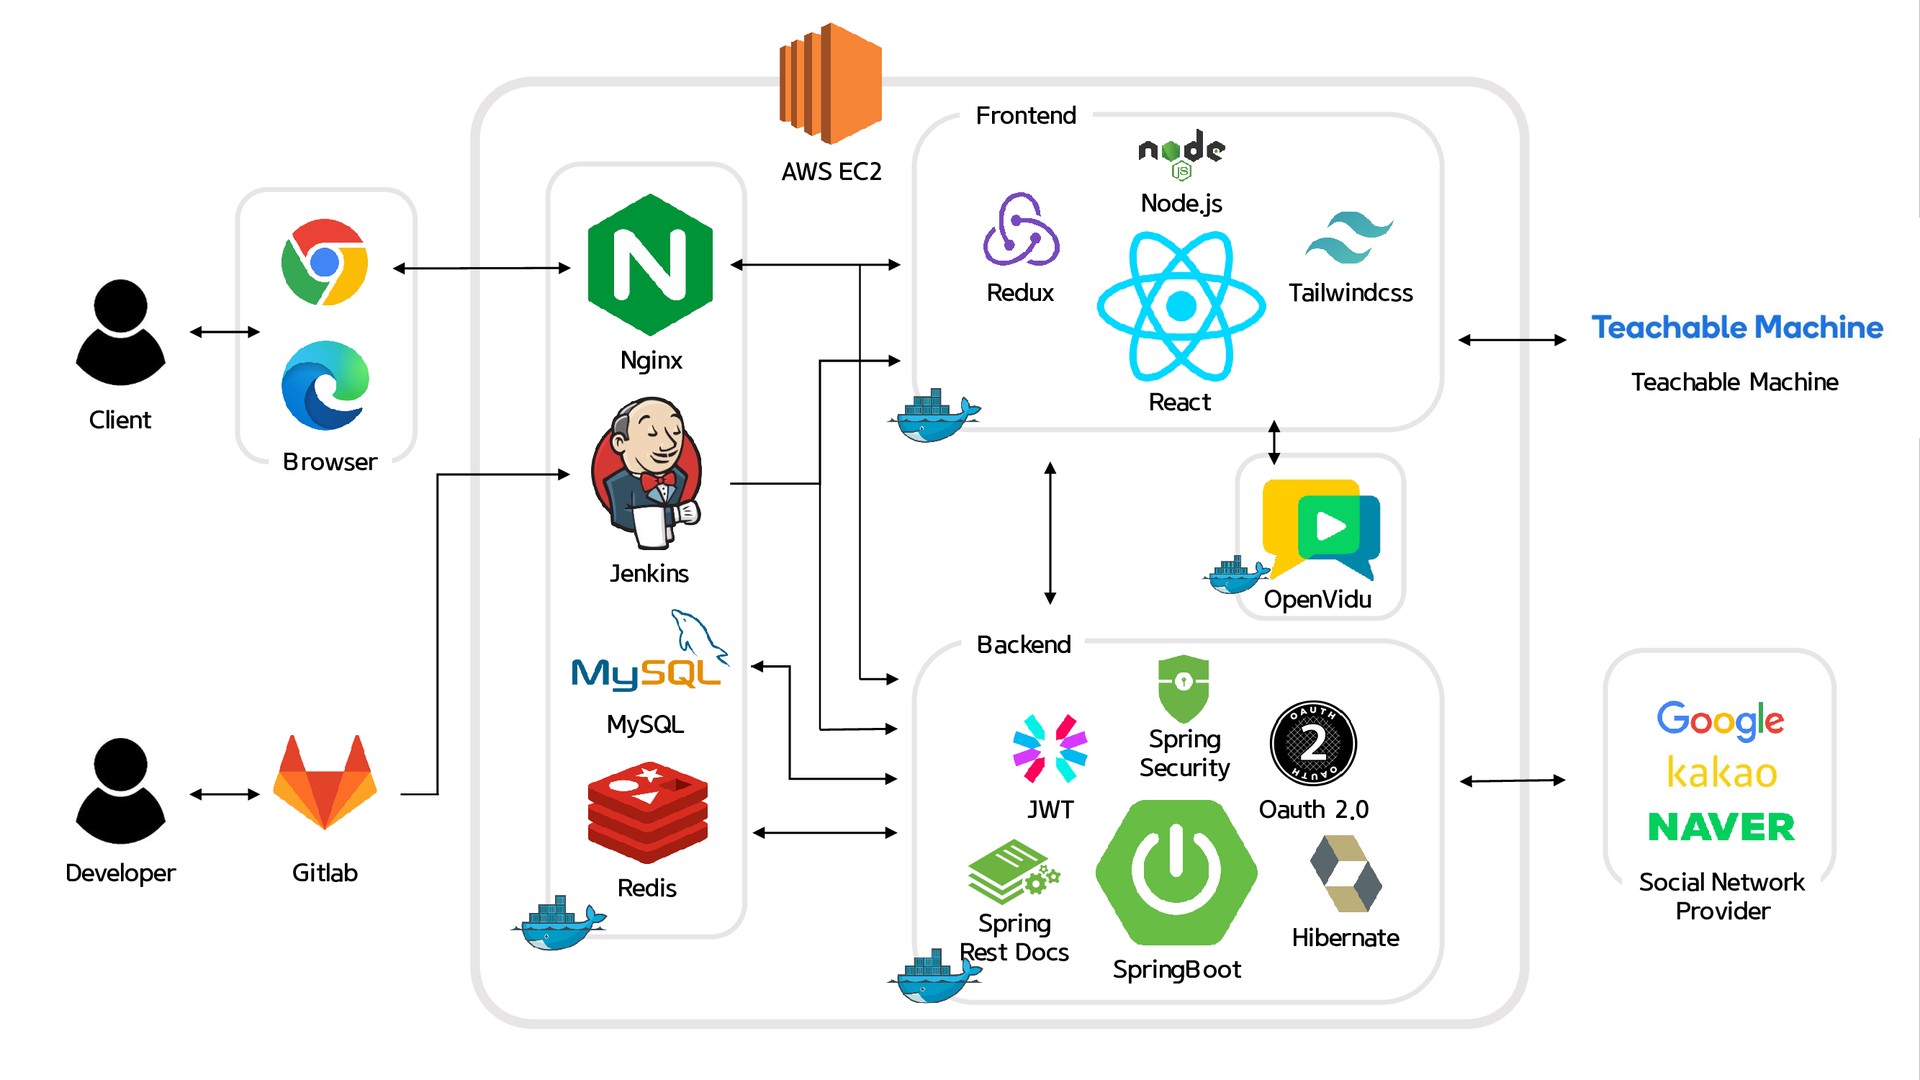 AWS EC2
Frontend
node
JS
Node.js
Redux
Tailwindcss
React
Teachable Machine
Teachable Machine
Client
Browser
N
Nginx
Jenkins
OpenVidu
MySQL
MySQL
Redis
Developer
Gitlab
Backend
Spring
Security
JWT
OAUTH
2
OAUTH
Oauth 2.0
Spring
Rest Docs
SpringBoot
Hibernate
Google
kakao
NAVER
Social Network
Provider